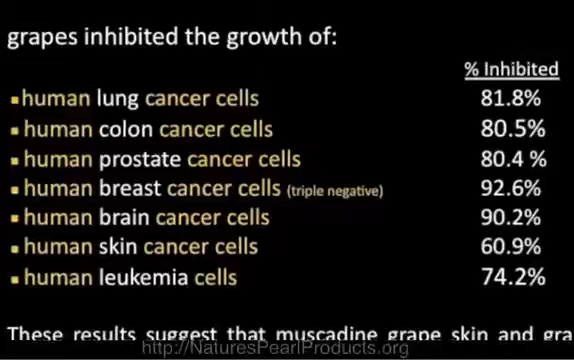 grapes inhibited the growth of:
% Inhibited
▪human lung cancer cells 81.8%
▪human colon cancer cells 80.5%
▪human prostate cancer cells 80.4 %
▪human breast cancer cells (triple negative) 92.6%
▪human brain cancer cells 90.2%
▪human skin cancer cells 60.9%
▪human leukemia cells 74.2%
These results suggest that muscadine grape skin and gra
http://NaturesPearlProducts.org